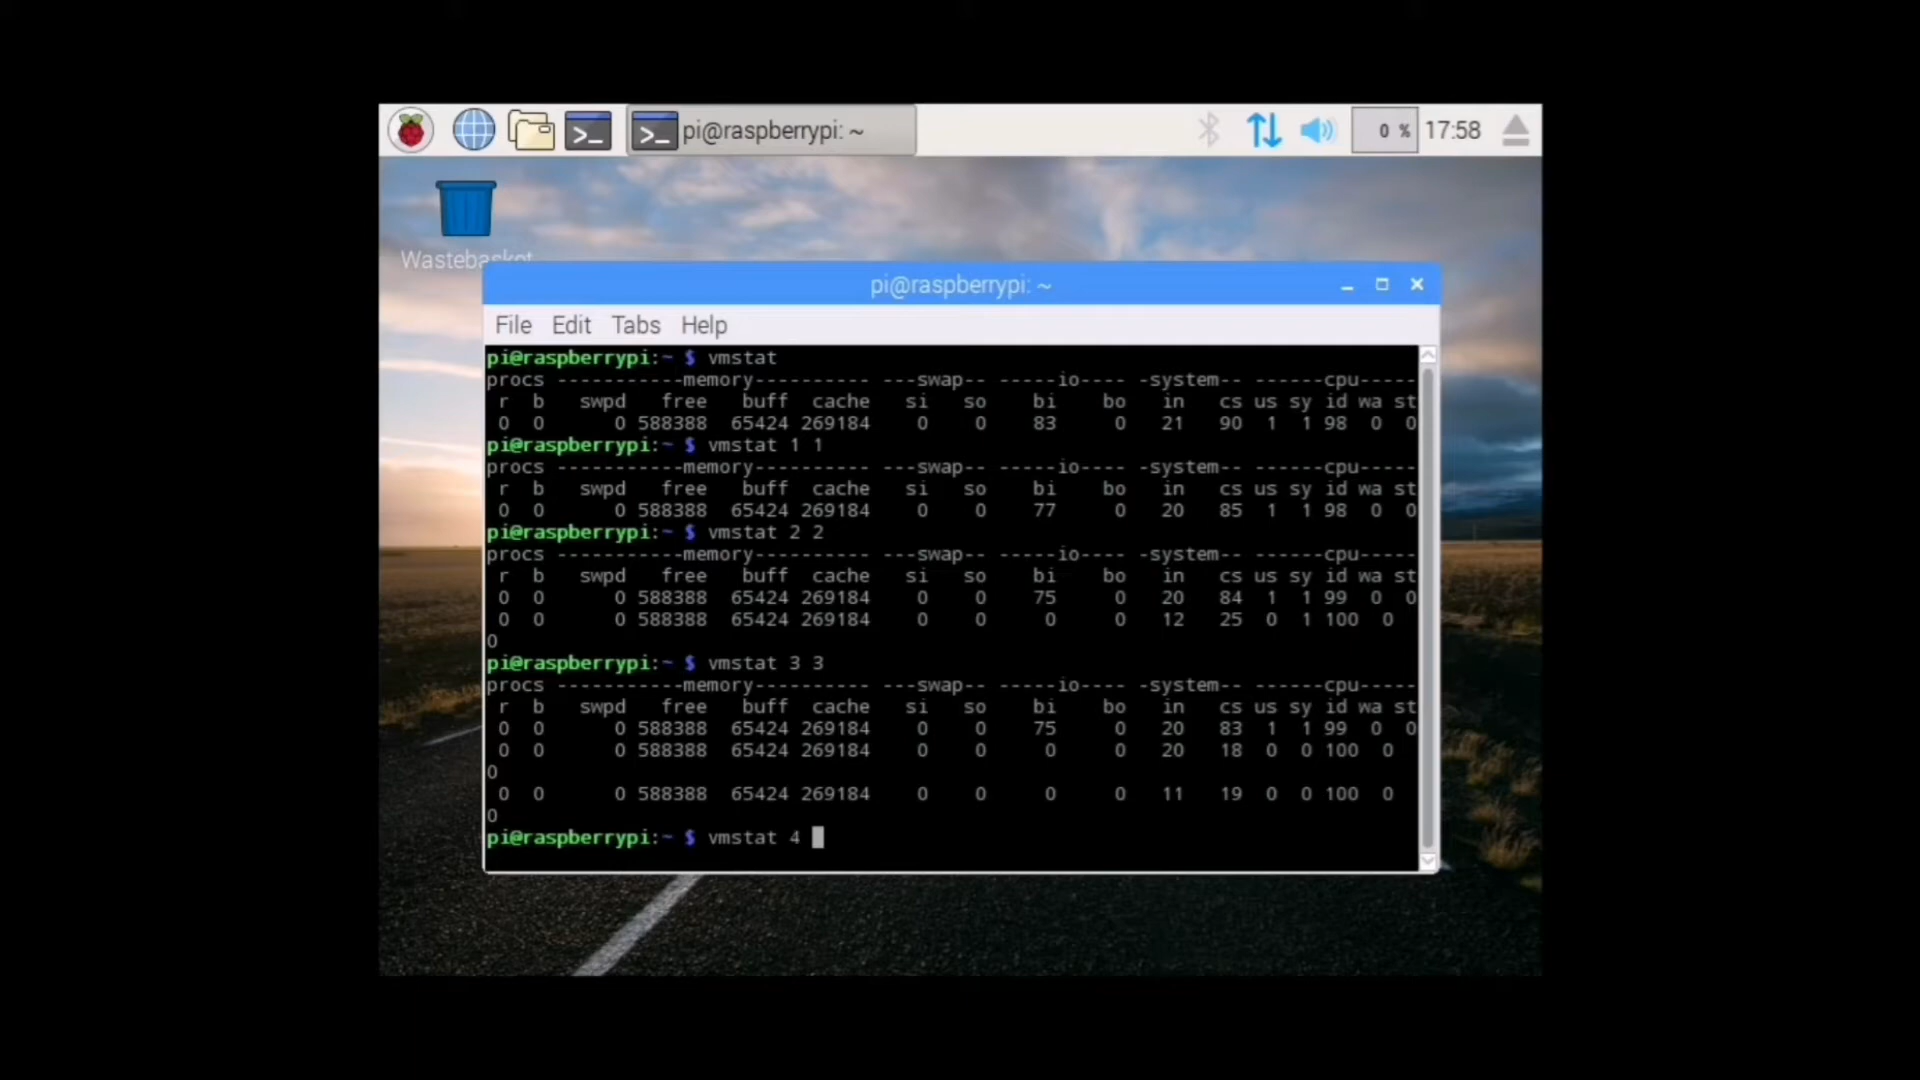 pi@raspberrypi: ~
0 %
17:58
Wastebasket
pi@raspberrypi: ~
File Edit Tabs Help
pi@raspberrypi:~ $ vmstat
procs -----------memory---------- ---swap-- -----io---- -system-- ------cpu-----
 r  b   swpd   free   buff  cache   si   so    bi    bo   in   cs us sy id wa st
 0  0      0 588388  65424 269184    0    0    83     0   21   90  1  1 98  0  0
pi@raspberrypi:~ $ vmstat 1 1
procs -----------memory---------- ---swap-- -----io---- -system-- ------cpu-----
 r  b   swpd   free   buff  cache   si   so    bi    bo   in   cs us sy id wa st
 0  0      0 588388  65424 269184    0    0    77     0   20   85  1  1 98  0  0
pi@raspberrypi:~ $ vmstat 2 2
procs -----------memory---------- ---swap-- -----io---- -system-- ------cpu-----
 r  b   swpd   free   buff  cache   si   so    bi    bo   in   cs us sy id wa st
 0  0      0 588388  65424 269184    0    0    75     0   20   84  1  1 99  0  0
 0  0      0 588388  65424 269184    0    0     0     0   12   25  0  1 100  0
0
pi@raspberrypi:~ $ vmstat 3 3
procs -----------memory---------- ---swap-- -----io---- -system-- ------cpu-----
 r  b   swpd   free   buff  cache   si   so    bi    bo   in   cs us sy id wa st
 0  0      0 588388  65424 269184    0    0    75     0   20   83  1  1 99  0  0
 0  0      0 588388  65424 269184    0    0     0     0   20   18  0  0 100  0
0
 0  0      0 588388  65424 269184    0    0     0     0   11   19  0  0 100  0
0
pi@raspberrypi:~ $ vmstat 4